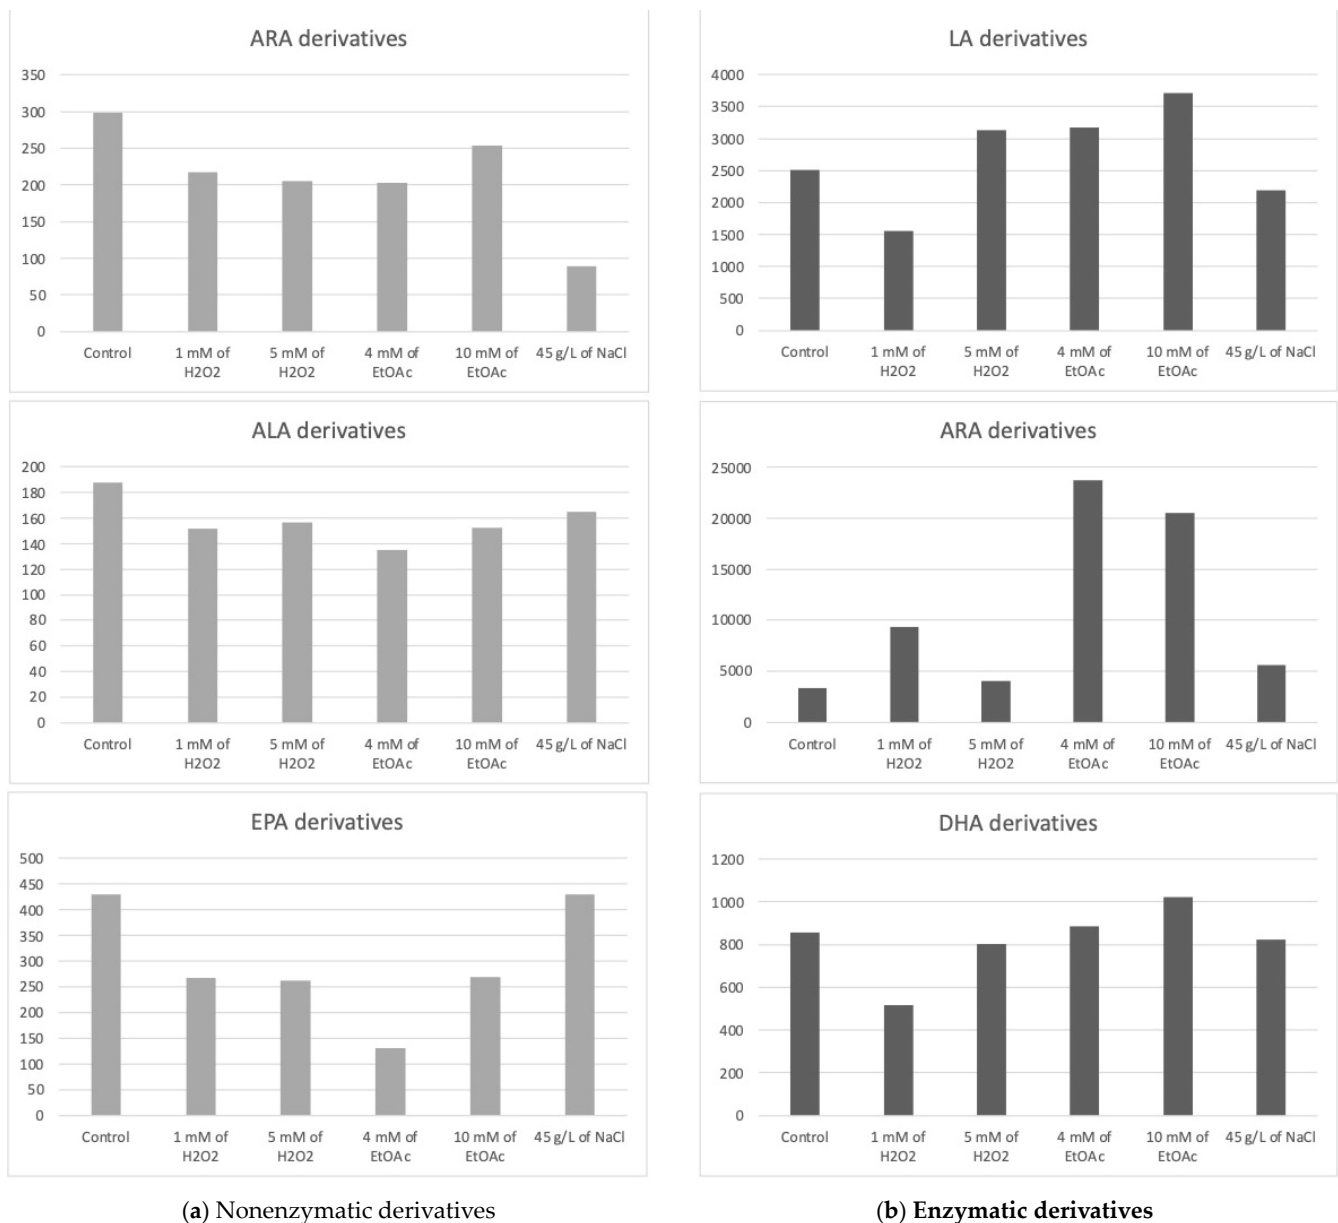 ARA derivatives
350
300
250
200
150
100
50
0
Control
1 mM of
H2O2
5 mM of
H2O2
4 mM of
EtOAc
10 mM of
EtOAc
45 g/L of NaCl
ALA derivatives
200
180
160
140
120
100
80
60
40
20
0
Control
1 mM of
H2O2
5 mM of
H2O2
4 mM of
EtOAc
10 mM of
EtOAc
45 g/L of NaCl
EPA derivatives
500
450
400
350
300
250
200
150
100
50
0
Control
1 mM of
H2O2
5 mM of
H2O2
4 mM of
EtOAc
10 mM of
EtOAc
45 g/L of NaCl
(a) Nonenzymatic derivatives
LA derivatives
4000
3500
3000
2500
2000
1500
1000
500
0
Control
1 mM of
H2O2
5 mM of
H2O2
4 mM of
EtOAc
10 mM of
EtOAc
45 g/L of NaCl
ARA derivatives
25000
20000
15000
10000
5000
0
Control
1 mM of
H2O2
5 mM of
H2O2
4 mM of
EtOAc
10 mM of
EtOAc
45 g/L of NaCl
DHA derivatives
1200
1000
800
600
400
200
0
Control
1 mM of
H2O2
5 mM of
H2O2
4 mM of
EtOAc
10 mM of
EtOAc
45 g/L of NaCl
(b) Enzymatic derivatives